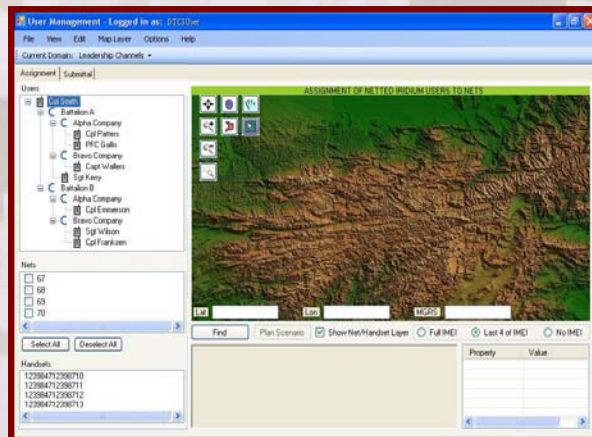 User Management - Logged in as: DTCSUser
File View Edit Map Layer Options Help
Current Domain: Leadership Channels
Assignment Submittal
Users
Cpl Smith
Battalion A
Alpha Company
Cpl Patters
PFC Gallis
Bravo Company
Capt Wallers
Sgt Kerry
Battalion B
Alpha Company
Cpl Emmerson
Bravo Company
Sgt Wilson
Cpl Franksen
Nets
67
68
69
70
Select All Deselect All
Handsets
123984712398710
123984712398711
123984712398712
123984712398713
ASSIGNMENT OF NETTED IRIDIUM USERS TO NETS
Lat Lon MGRS
Find Plan Scenario Show Net/Handset Layer Full IMEI Last 4 of IMEI No IMEI
Property Value